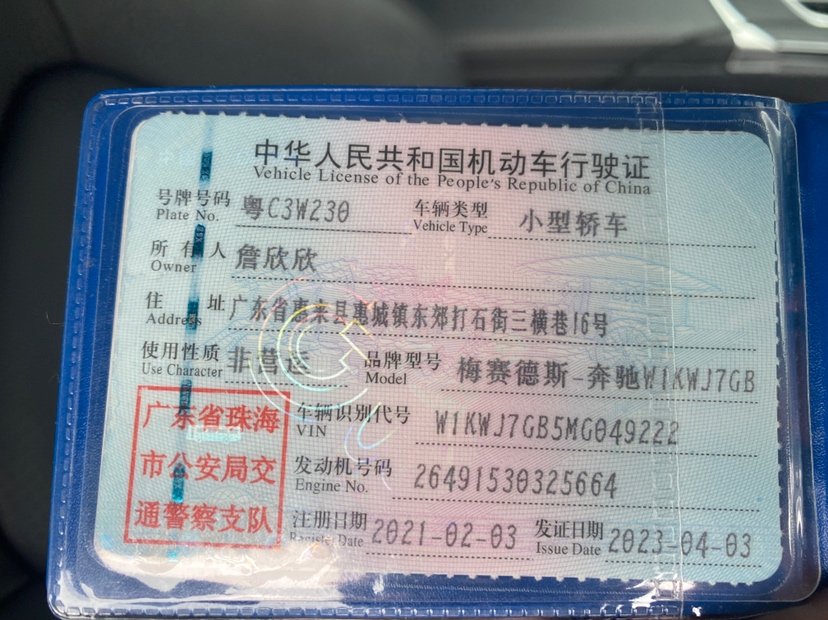 中华人民共和国机动车行驶证
Vehicle License of the People's Republic of China
号牌号码 粤C3W230 车辆类型 小型轿车
Plate No. Vehicle Type
所有人 詹欣欣
Owner
住址 广东省惠来县惠城镇东郊打石街三横巷16号
Address
使用性质 非营运 品牌型号 梅赛德斯-奔驰W1KWJ7GB
Use Character Model
广东省珠海
市公安局交
通警察支队
车辆识别代号 W1KWJ7GB5MG049222
VIN
发动机号码 26491530325664
Engine No.
注册日期 2021-02-03 发证日期 2023-04-03
Register Date Issue Date